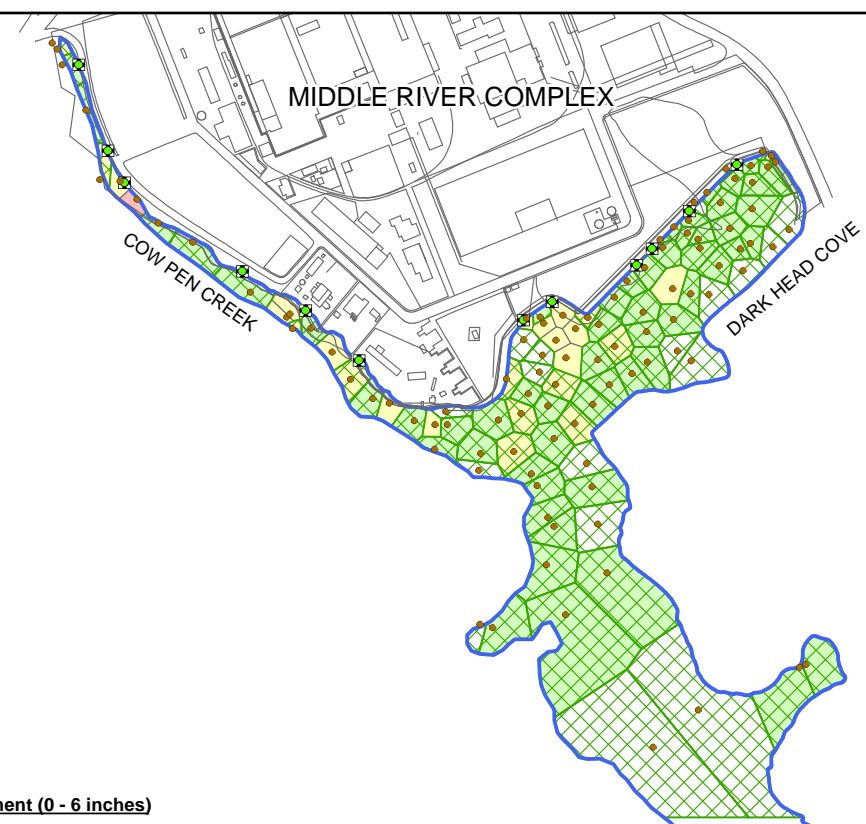 MIDDLE RIVER COMPLEX
COW PEN CREEK
DARK HEAD COVE
ment (0 - 6 inches)